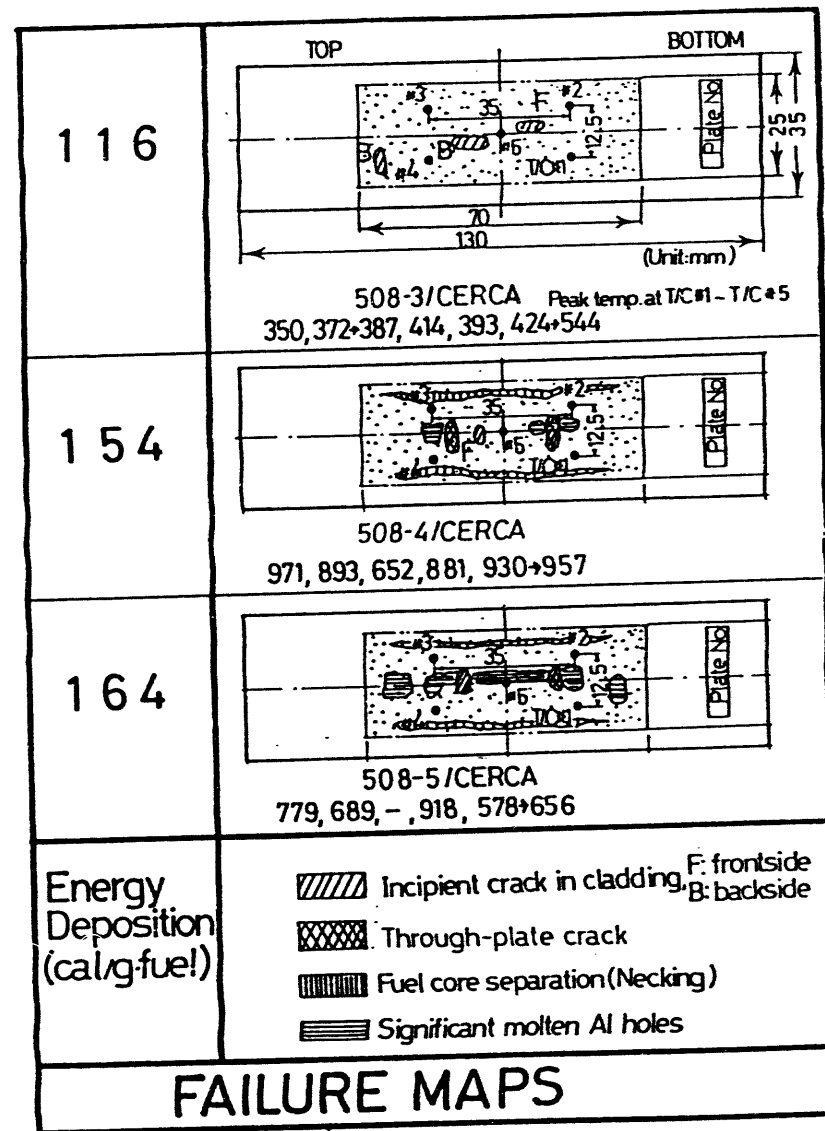 116
TOP
BOTTOM
#3
35
F
#2
12.5
25
35
Plate No
B
#5
B
#4
T/C#1
70
130
(Unit:mm)
508-3/CERCA Peak temp. at T/C#1 - T/C#5
350, 372→387, 414, 393, 424→544
154
#3
35
#2
12.5
Plate No
F
#5
#4
T/C#1
508-4/CERCA
971, 893, 652, 881, 930→957
164
#3
35
#2
12.5
Plate No
#5
#4
T/C#1
508-5/CERCA
779, 689, - , 918, 578→656
Energy
Deposition
(cal/g·fuel)
Incipient crack in cladding, F: frontside
B: backside
Through-plate crack
Fuel core separation (Necking)
Significant molten Al holes
FAILURE MAPS